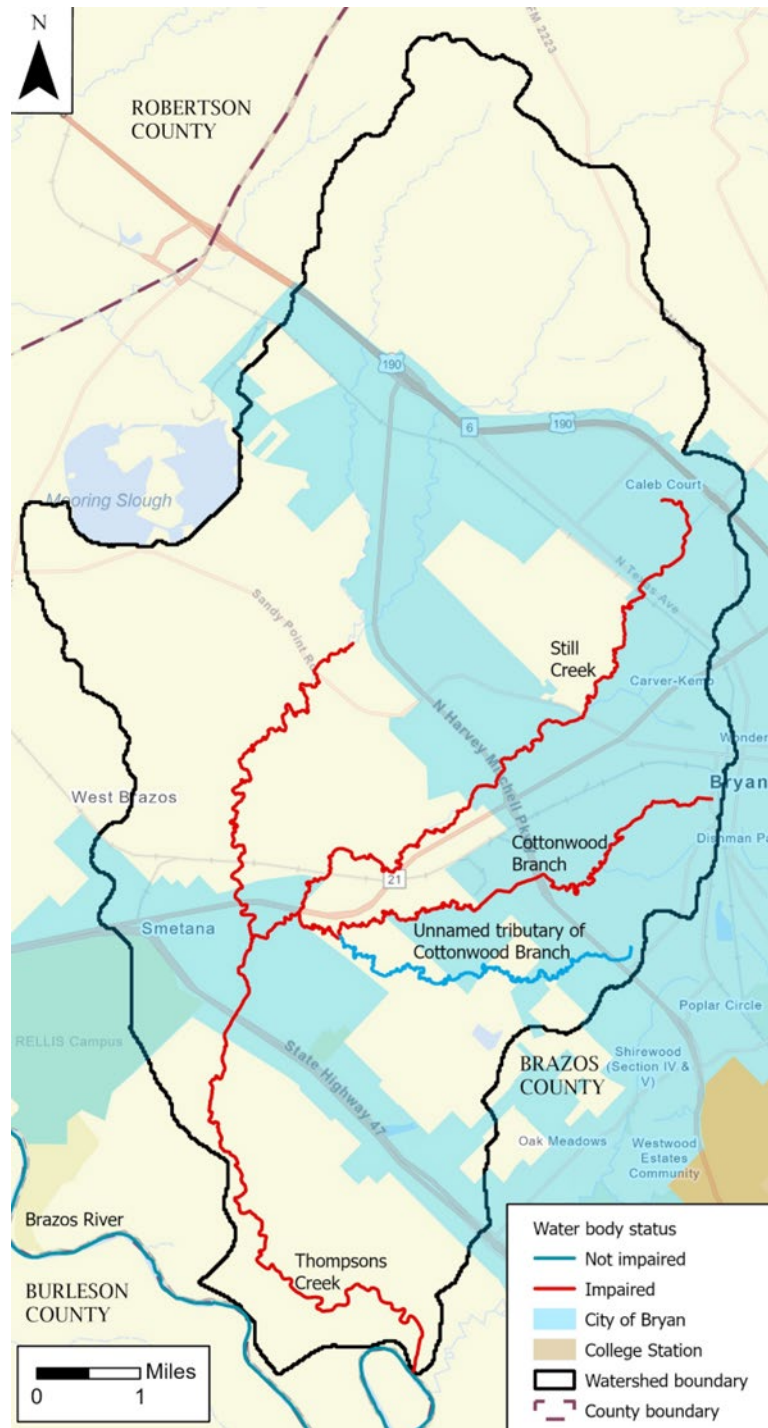 N
FM 2223
ROBERTSON
COUNTY
190
6
190
Mooring Slough
Caleb Court
N Texas Ave
Sandy Point Rd
Still
Creek
Carver-Kemp
N Harvey Mitchell Pkwy
Wonder
West Brazos
Bryan
Cottonwood
Branch
Dishman Pa
21
Smetana
Unnamed tributary of
Cottonwood Branch
Poplar Circle
RELLIS Campus
State Highway 47
BRAZOS
COUNTY
Shirewood
(Section IV &
V)
Oak Meadows
Westwood
Estates
Community
Brazos River
Thompsons
Creek
BURLESON
COUNTY
Miles
0 1
Water body status
Not impaired
Impaired
City of Bryan
College Station
Watershed boundary
County boundary